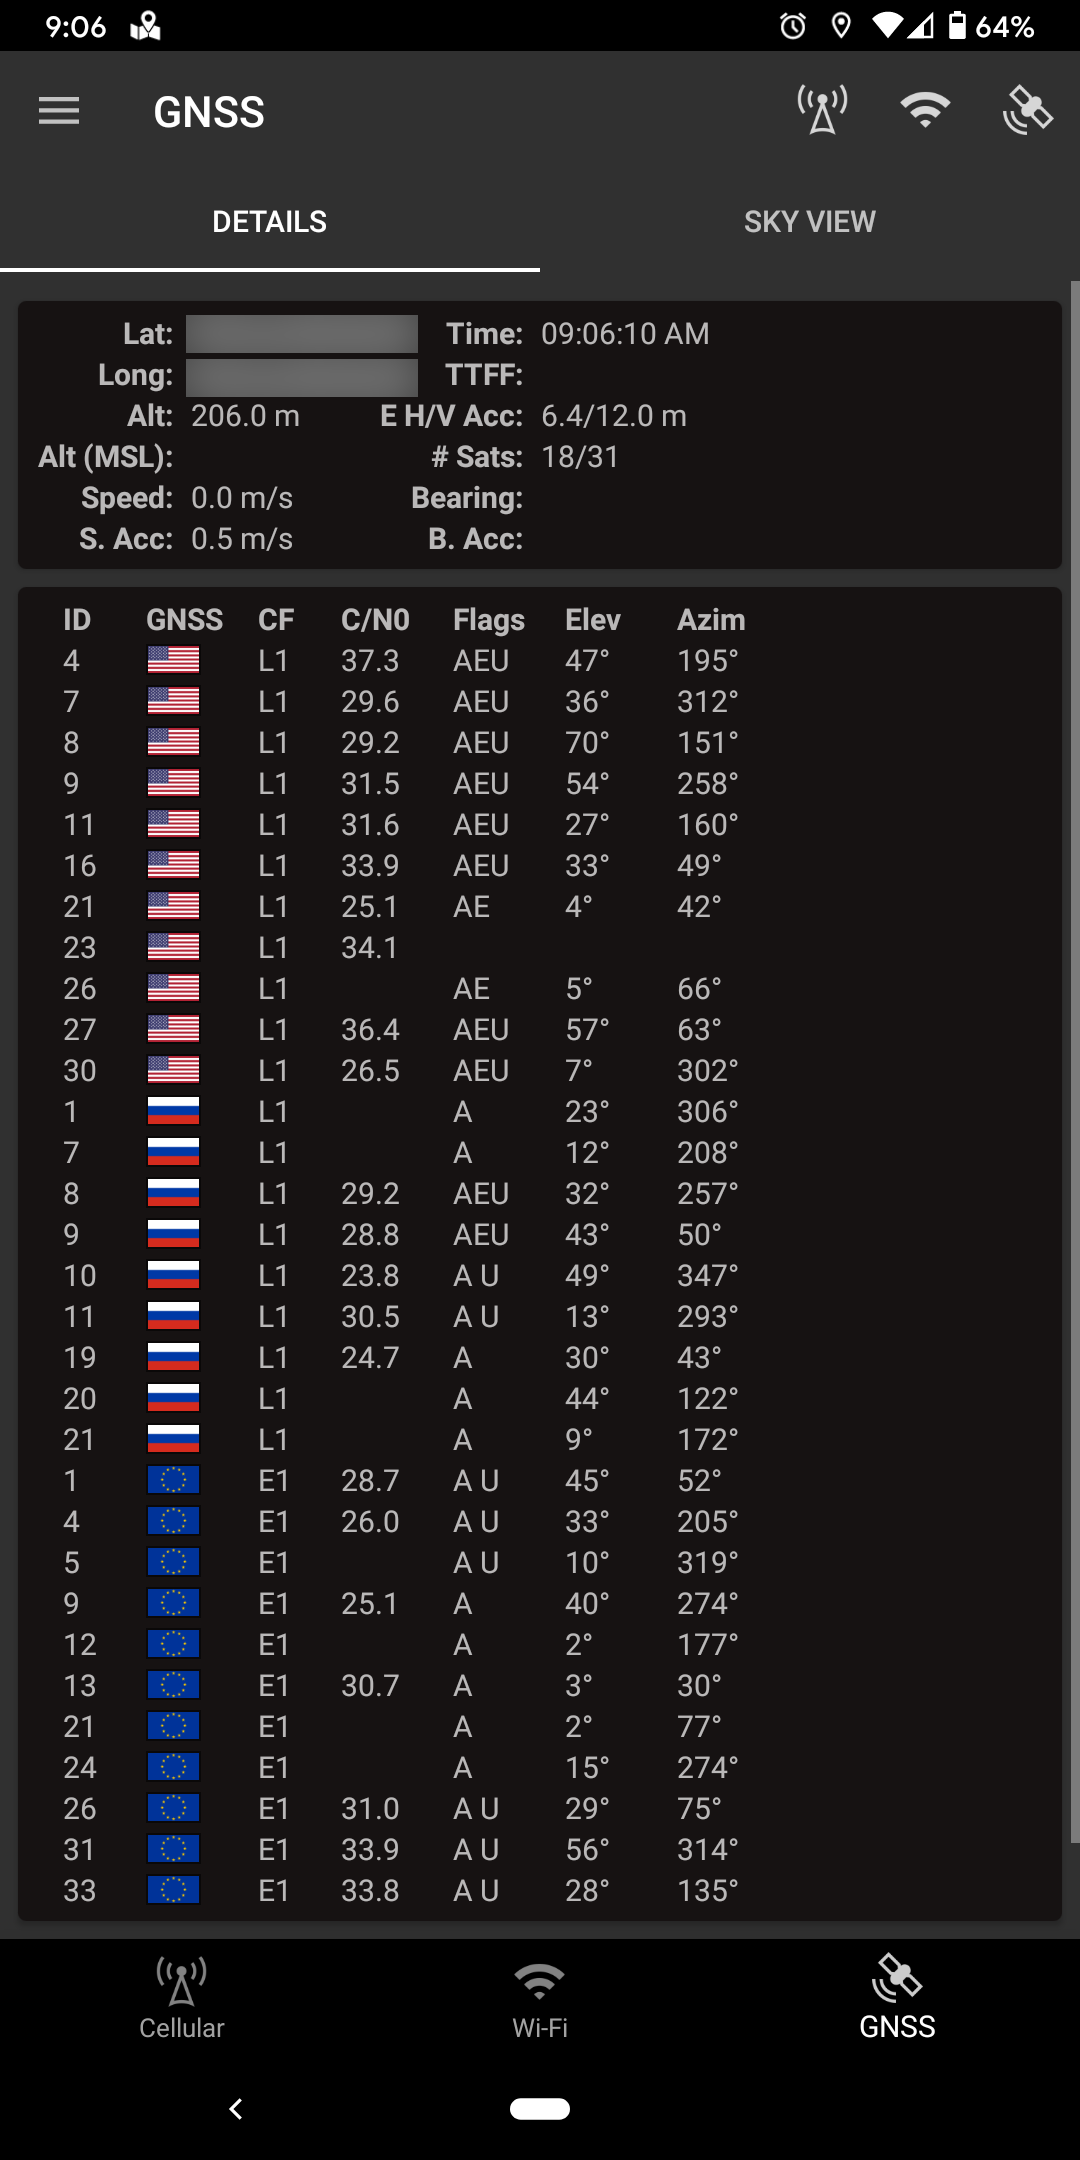 9:06 64%
GNSS
DETAILS SKY VIEW
Lat: Time: 09:06:10 AM
Long: TTFF:
Alt: 206.0 m E H/V Acc: 6.4/12.0 m
Alt (MSL): # Sats: 18/31
Speed: 0.0 m/s Bearing:
S. Acc: 0.5 m/s B. Acc:
ID GNSS CF C/N0 Flags Elev Azim
4 L1 37.3 AEU 47° 195°
7 L1 29.6 AEU 36° 312°
8 L1 29.2 AEU 70° 151°
9 L1 31.5 AEU 54° 258°
11 L1 31.6 AEU 27° 160°
16 L1 33.9 AEU 33° 49°
21 L1 25.1 AE 4° 42°
23 L1 34.1
26 L1 AE 5° 66°
27 L1 36.4 AEU 57° 63°
30 L1 26.5 AEU 7° 302°
1 L1 A 23° 306°
7 L1 A 12° 208°
8 L1 29.2 AEU 32° 257°
9 L1 28.8 AEU 43° 50°
10 L1 23.8 A U 49° 347°
11 L1 30.5 A U 13° 293°
19 L1 24.7 A 30° 43°
20 L1 A 44° 122°
21 L1 A 9° 172°
1 E1 28.7 A U 45° 52°
4 E1 26.0 A U 33° 205°
5 E1 A U 10° 319°
9 E1 25.1 A 40° 274°
12 E1 A 2° 177°
13 E1 30.7 A 3° 30°
21 E1 A 2° 77°
24 E1 A 15° 274°
26 E1 31.0 A U 29° 75°
31 E1 33.9 A U 56° 314°
33 E1 33.8 A U 28° 135°
Cellular Wi-Fi GNSS